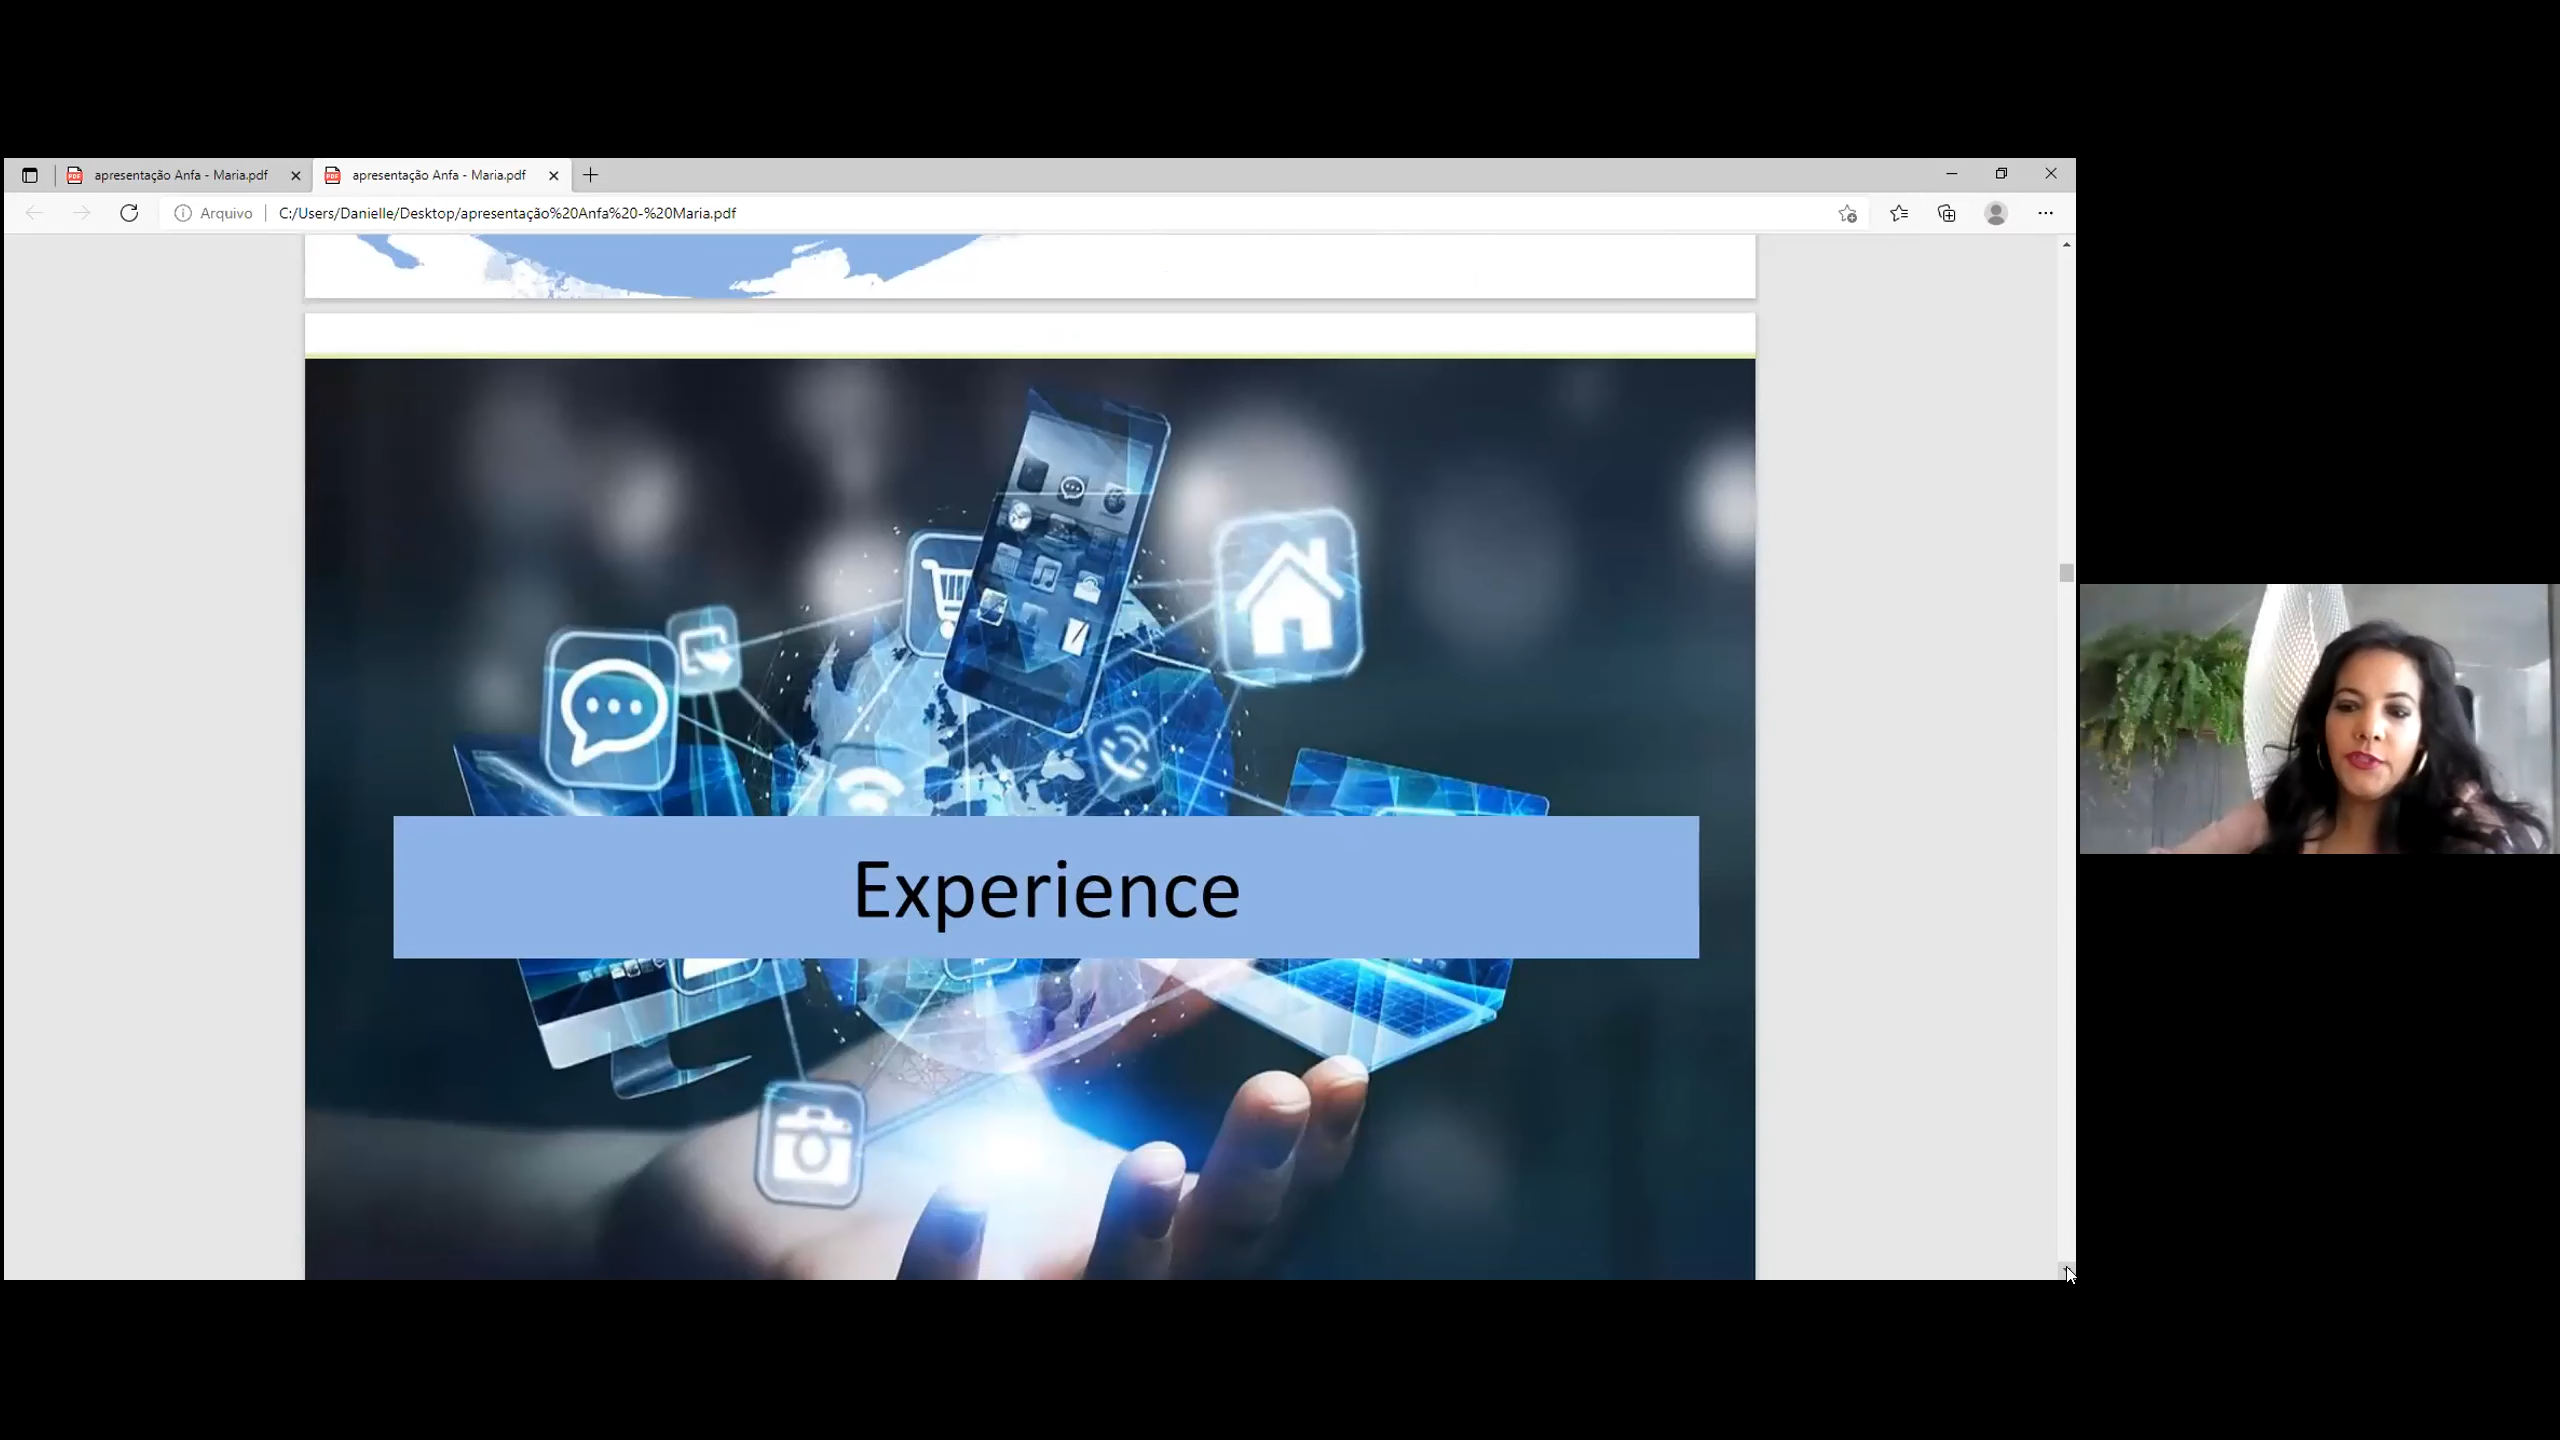 apresentação Anfa - Maria.pdf
apresentação Anfa - Maria.pdf
Arquivo
C:/Users/Danielle/Desktop/apresentação%20Anfa%20-%20Maria.pdf
Experience